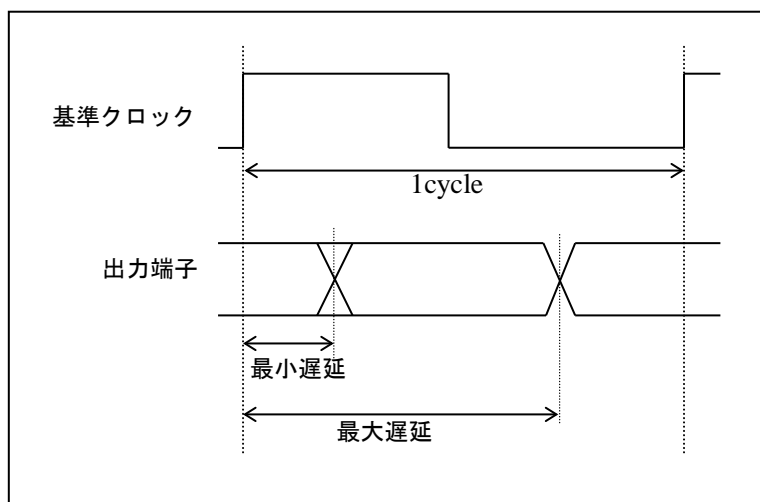 基準クロック
1cycle
出力端子
最小遅延
最大遅延